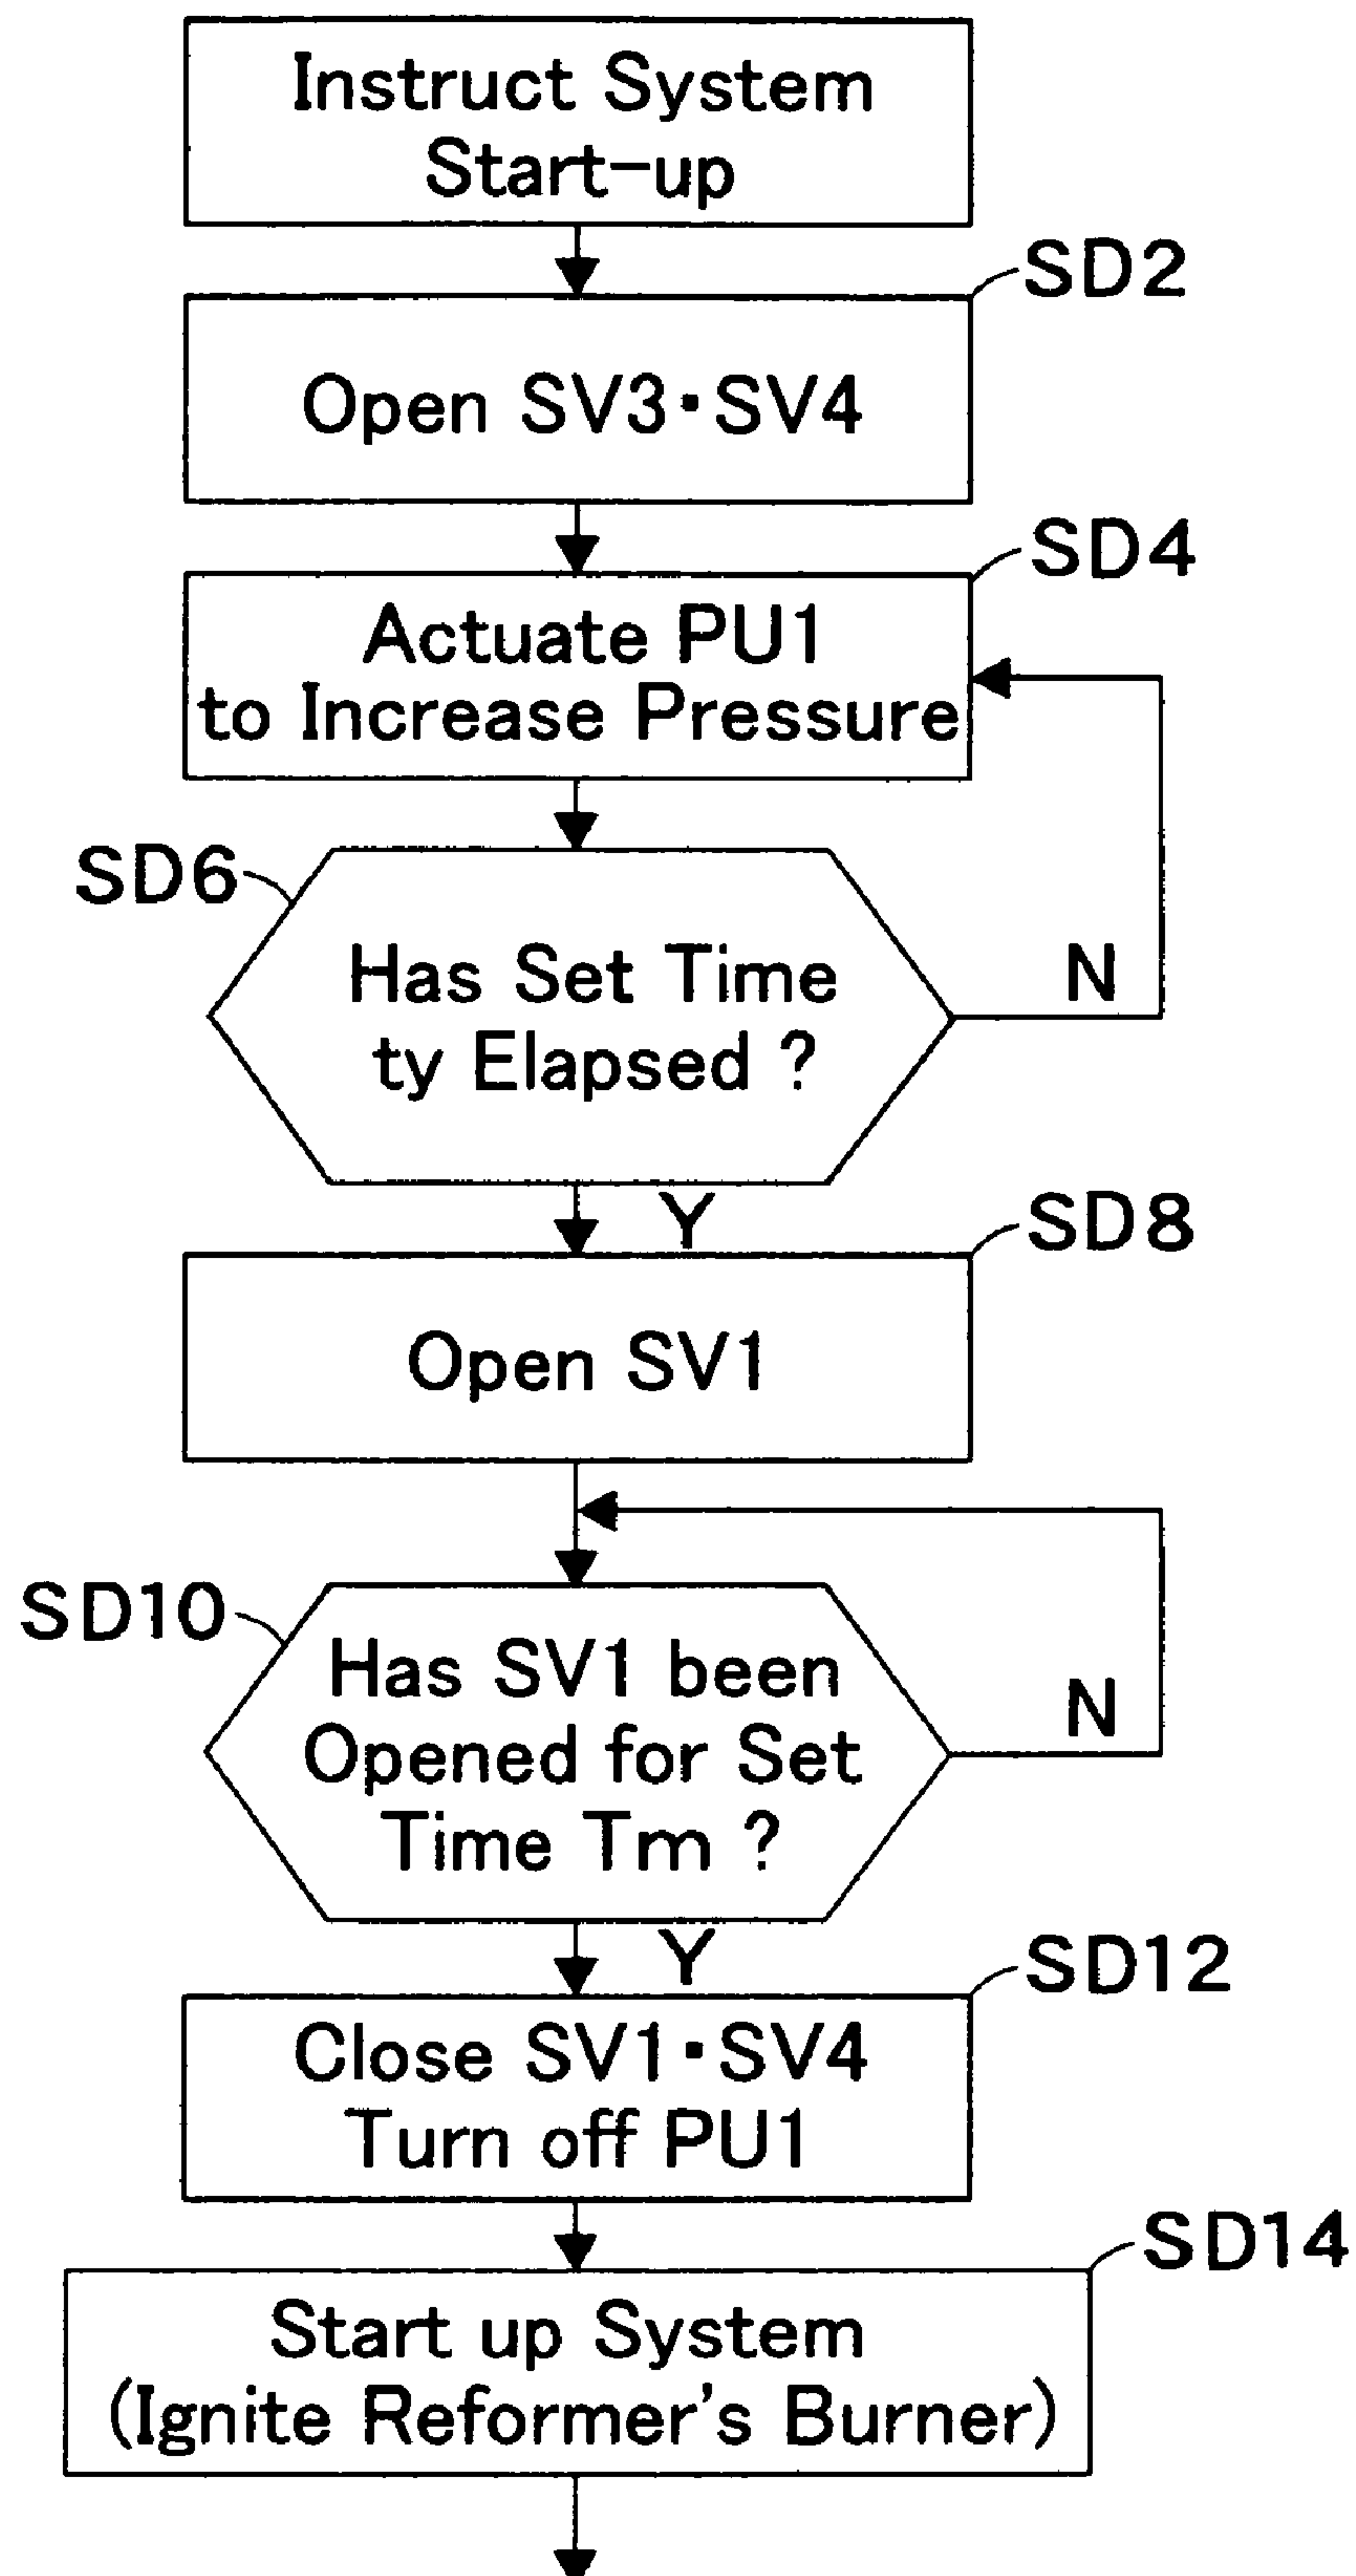 Instruct System
Start-up
SD2
Open SV3・SV4
SD4
Actuate PU1
to Increase Pressure
SD6
Has Set Time
ty Elapsed ?
N
Y
SD8
Open SV1
SD10
Has SV1 been
Opened for Set
Time Tm ?
N
Y
SD12
Close SV1・SV4
Turn off PU1
SD14
Start up System
(Ignite Reformer's Burner)